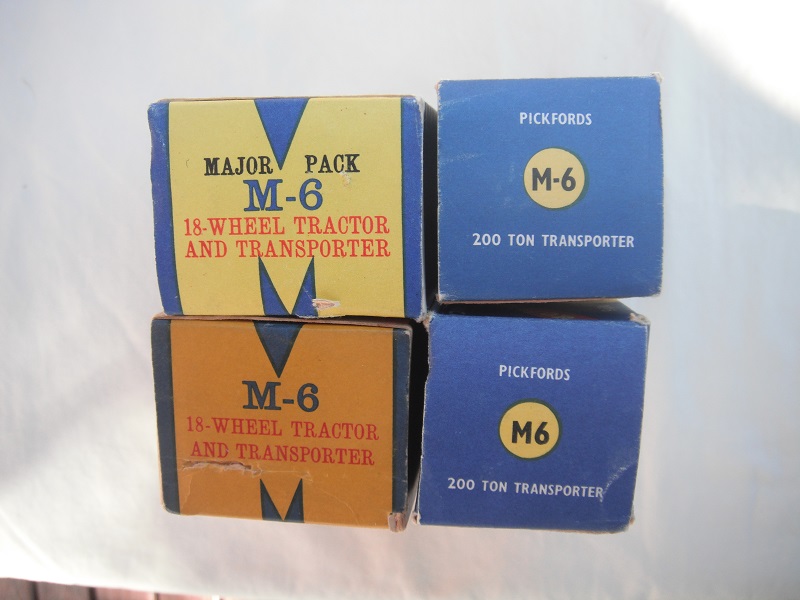 MAJOR PACK
M-6
18-WHEEL TRACTOR
AND TRANSPORTER
PICKFORDS
M-6
200 TON TRANSPORTER
M-6
18-WHEEL TRACTOR
AND TRANSPORTER
PICKFORDS
M6
200 TON TRANSPORTER